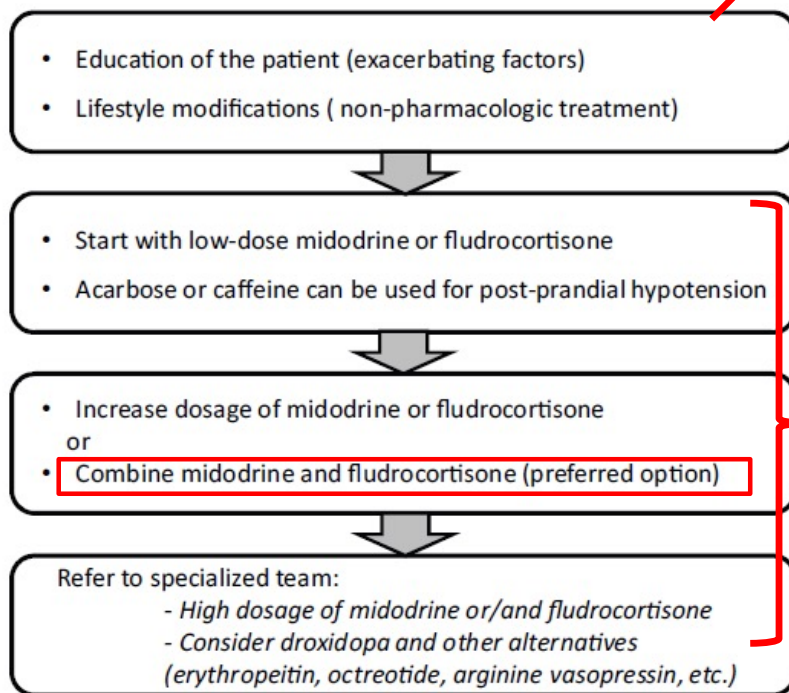 • Education of the patient (exacerbating factors)
• Lifestyle modifications ( non-pharmacologic treatment)
• Start with low-dose midodrine or fludrocortisone
• Acarbose or caffeine can be used for post-prandial hypotension
• Increase dosage of midodrine or fludrocortisone
or
• Combine midodrine and fludrocortisone (preferred option)
Refer to specialized team:
- High dosage of midodrine or/and fludrocortisone
- Consider droxidopa and other alternatives
(erythropeitin, octreotide, arginine vasopressin, etc.)